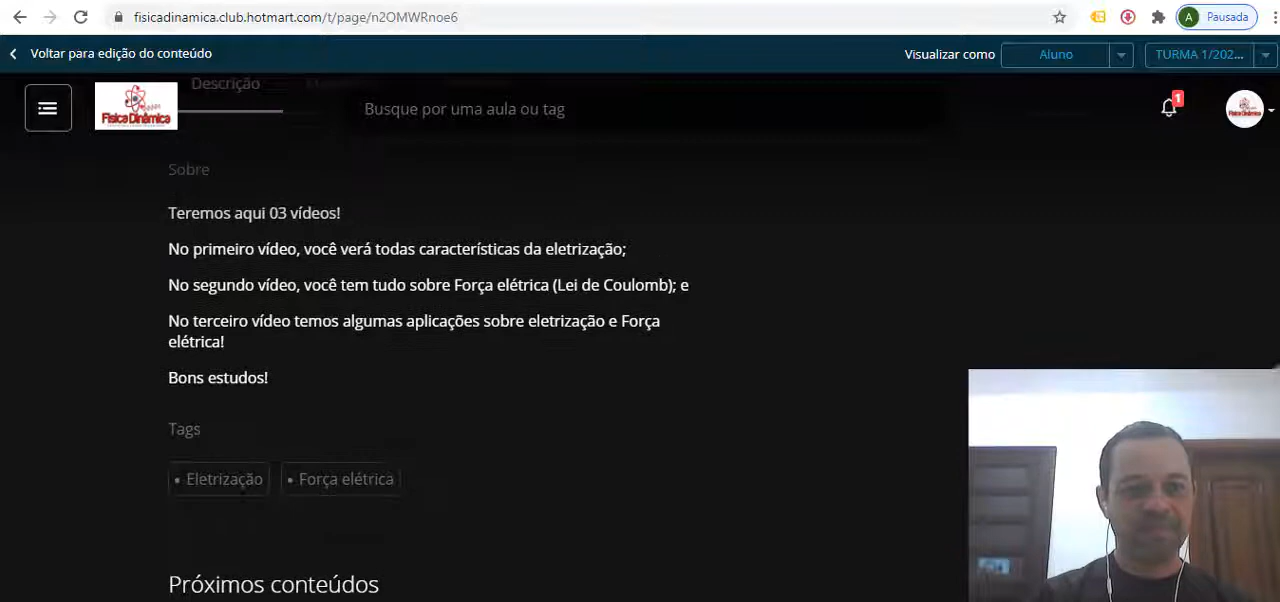 fisicadinamica.club.hotmart.com/t/page/n2OMWRnoe6
A
Pausada
Voltar para edição do conteúdo
Visualizar como
Aluno
TURMA 1/202...
Descrição
Física Dinâmica
Busque por uma aula ou tag
1
Sobre
Teremos aqui 03 vídeos!
No primeiro vídeo, você verá todas características da eletrização;
No segundo vídeo, você tem tudo sobre Força elétrica (Lei de Coulomb); e
No terceiro vídeo temos algumas aplicações sobre eletrização e Força
elétrica!
Bons estudos!
Tags
• Eletrização
• Força elétrica
Próximos conteúdos